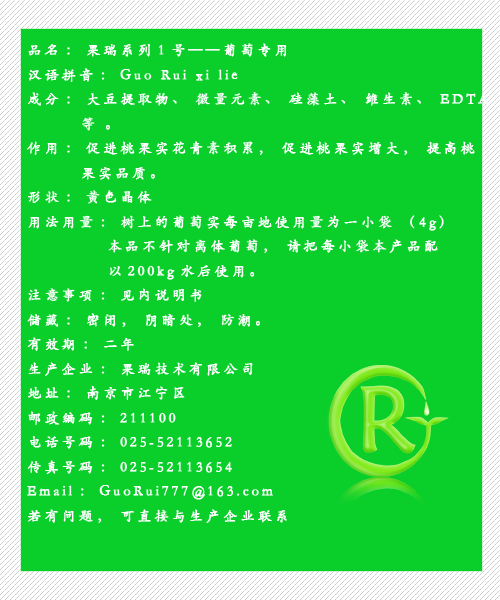 品名： 果瑞系列1号——葡萄专用
汉语拼音： Guo Rui xi lie
成分： 大豆提取物、 微量元素、 硅藻土、 维生素、 EDTA
等 。
作用： 促进桃果实花青素积累， 促进桃果实增大， 提高桃
果实品质。
形状： 黄色晶体
用法用量： 树上的葡萄实每亩地使用量为一小袋 （4g）
本品不针对离体葡萄， 请把每小袋本产品配
以200kg水后使用。
注意事项： 见内说明书
储藏： 密闭， 阴暗处， 防潮。
有效期： 二年
生产企业： 果瑞技术有限公司
地址： 南京市江宁区
邮政编码： 211100
电话号码： 025-52113652
传真号码： 025-52113654
Email： GuoRui777@163.com
若有问题， 可直接与生产企业联系
R